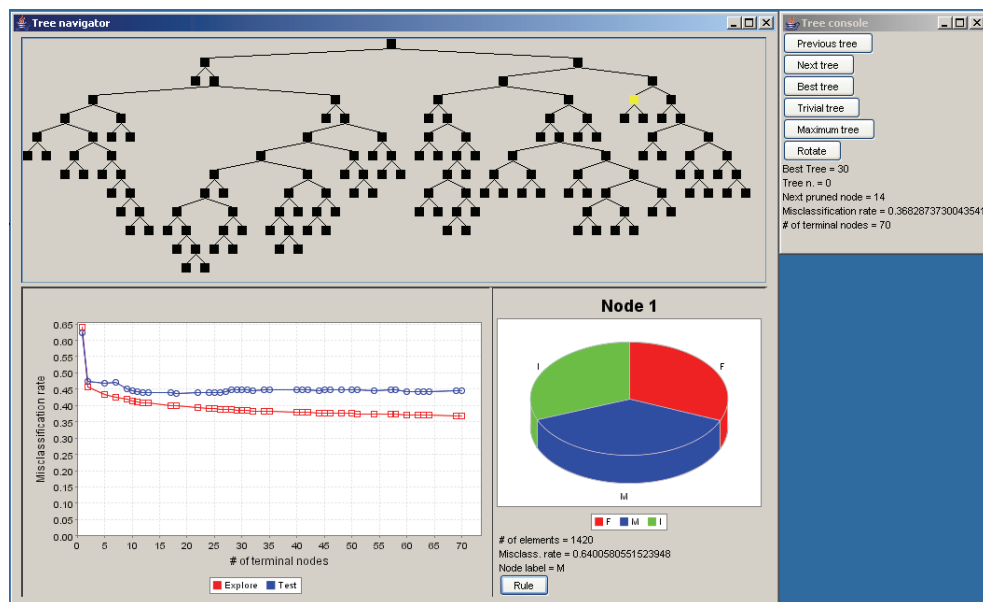 Tree navigator
Tree console
Previous tree
Next tree
Best tree
Trivial tree
Maximum tree
Rotate
Best Tree = 30
Tree n. = 0
Next pruned node = 14
Misclassification rate = 0.3682873730043541
# of terminal nodes = 70
Misclassification rate
0.65
0.60
0.55
0.50
0.45
0.40
0.35
0.30
0.25
0.20
0.15
0.10
0.05
0.00
0 5 10 15 20 25 30 35 40 45 50 55 60 65 70
# of terminal nodes
Explore Test
Node 1
I
F
M
F M I
# of elements = 1420
Misclass. rate = 0.6400580551523948
Node label = M
Rule